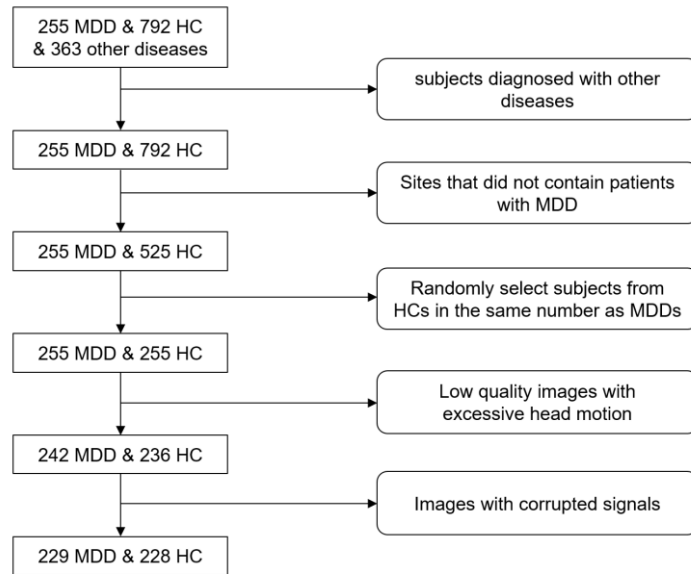 255 MDD & 792 HC
& 363 other diseases
subjects diagnosed with other
diseases
255 MDD & 792 HC
Sites that did not contain patients
with MDD
255 MDD & 525 HC
Randomly select subjects from
HCs in the same number as MDDs
255 MDD & 255 HC
Low quality images with
excessive head motion
242 MDD & 236 HC
Images with corrupted signals
229 MDD & 228 HC